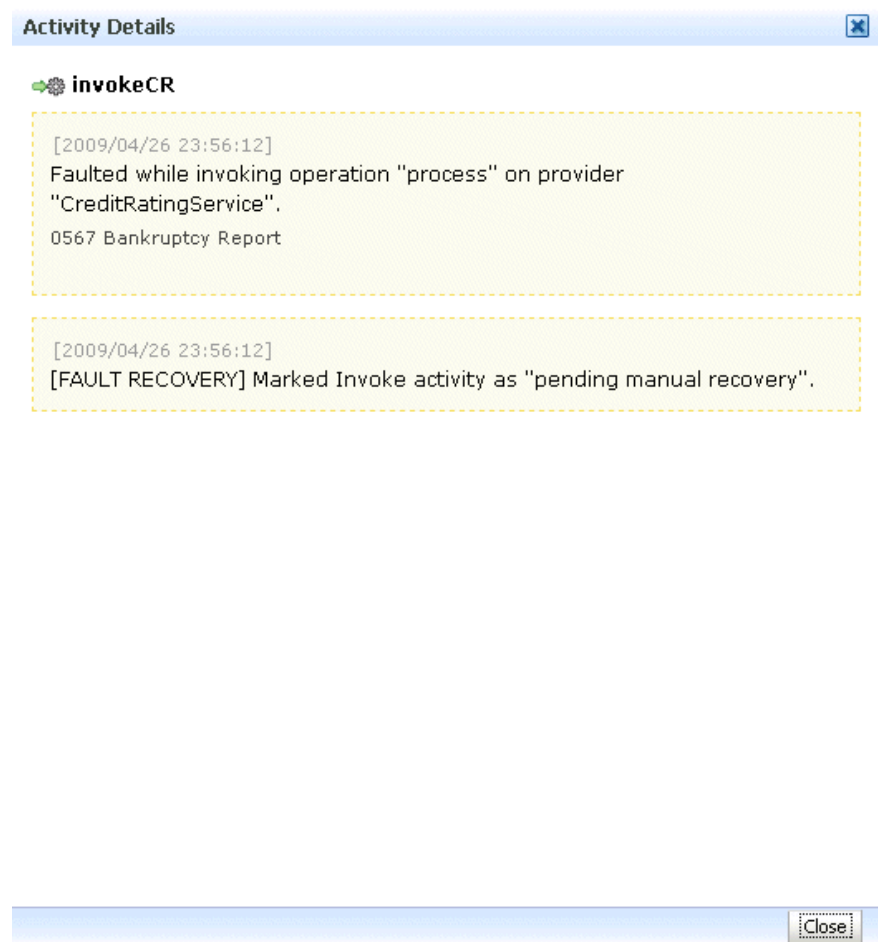 Activity Details
invokeCR
[2009/04/26 23:56:12]
Faulted while invoking operation "process" on provider
"CreditRatingService".
0567 Bankruptcy Report
[2009/04/26 23:56:12]
[FAULT RECOVERY] Marked Invoke activity as "pending manual recovery".
Close